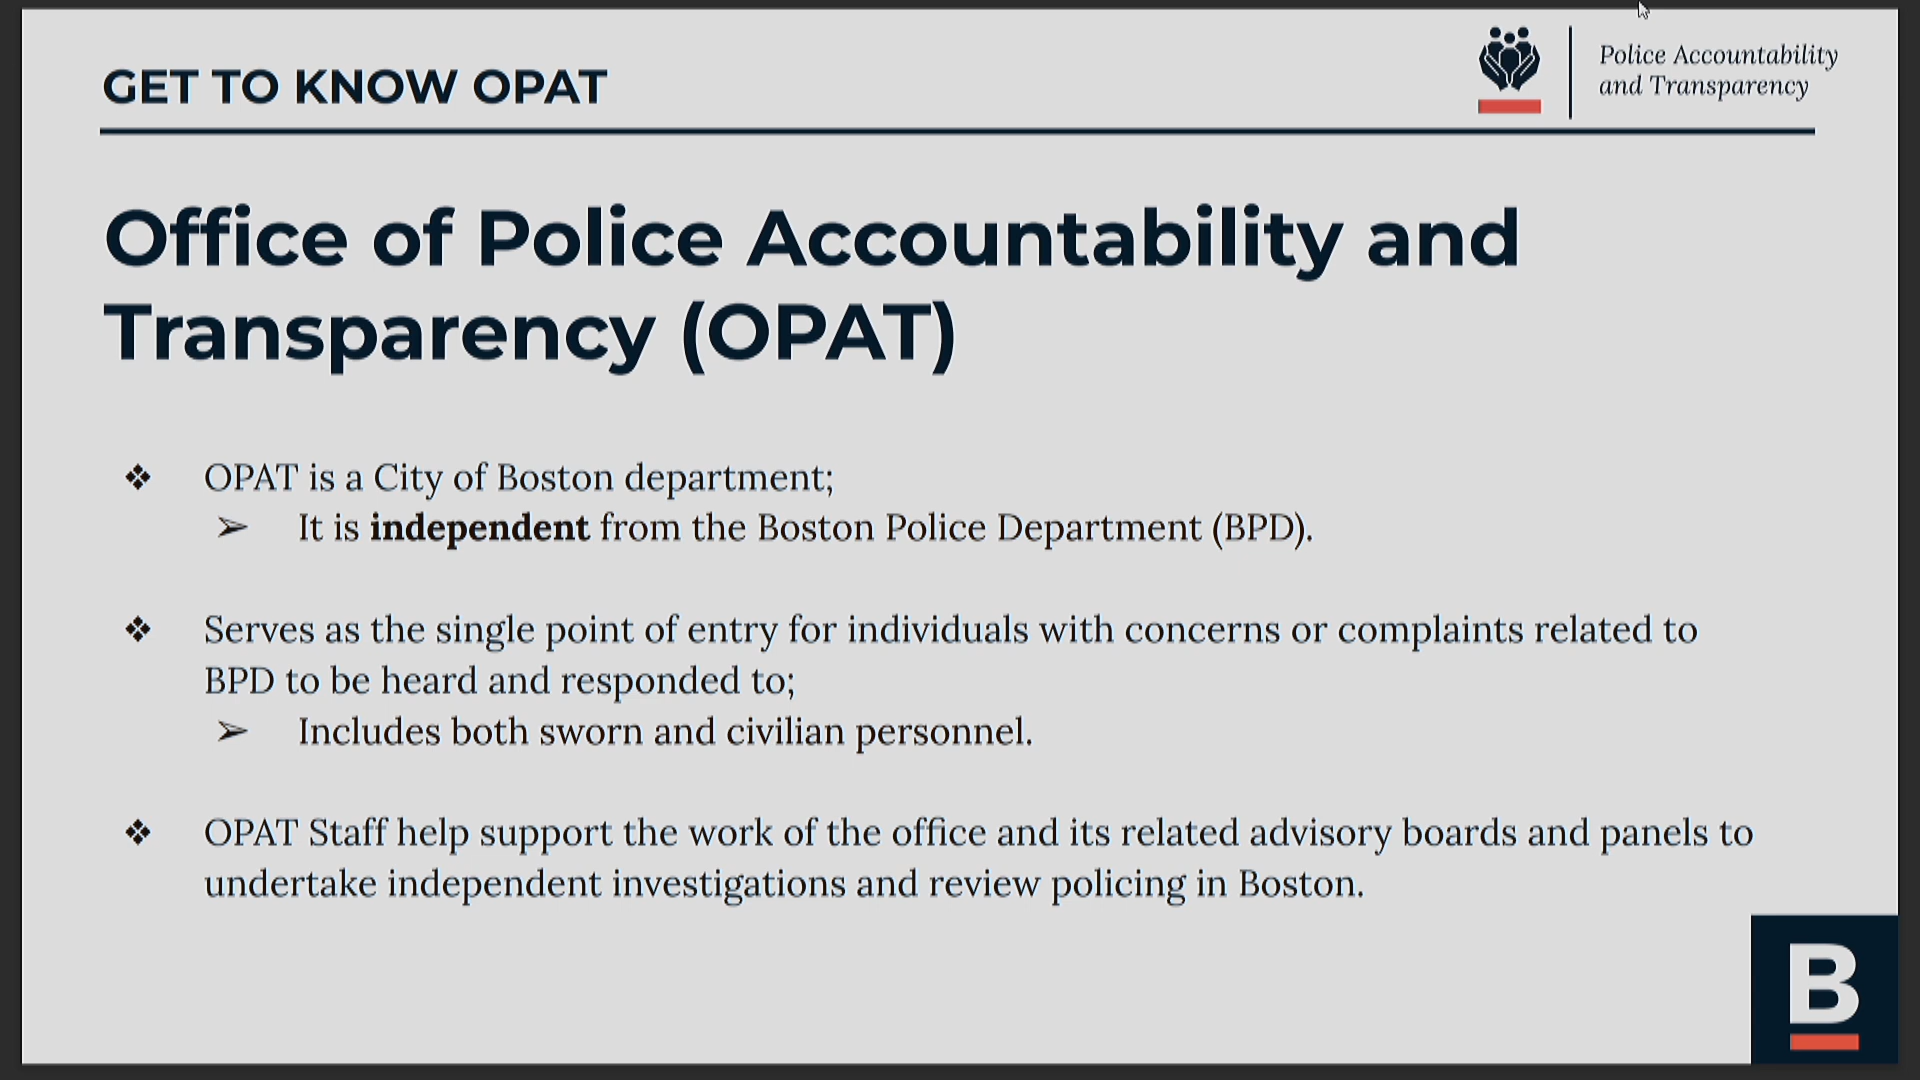 GET TO KNOW OPAT
Police Accountability
and Transparency
Office of Police Accountability and
Transparency (OPAT)
❖ OPAT is a City of Boston department;
➢ It is independent from the Boston Police Department (BPD).
❖ Serves as the single point of entry for individuals with concerns or complaints related to
BPD to be heard and responded to;
➢ Includes both sworn and civilian personnel.
❖ OPAT Staff help support the work of the office and its related advisory boards and panels to
undertake independent investigations and review policing in Boston.
B